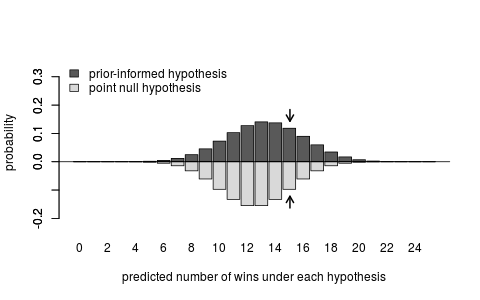 prior-informed hypothesis
point null hypothesis
probability
0.3
0.2
0.1
0.0
-0.2
0 2 4 6 8 10 12 14 16 18 20 22 24
predicted number of wins under each hypothesis